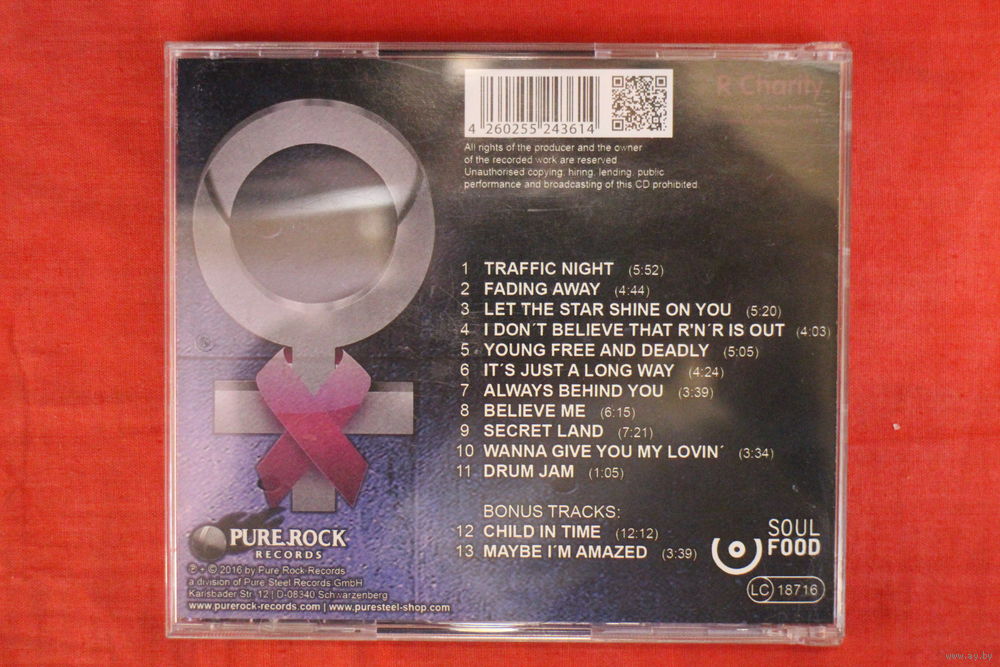 4 260255 243614
R Charity
All rights of the producer and the owner
of the recorded work are reserved
Unauthorised copying, hiring, lending, public
performance and broadcasting of this CD prohibited.
1 TRAFFIC NIGHT (5:52)
2 FADING AWAY (4:44)
3 LET THE STAR SHINE ON YOU (5:20)
4 I DON´T BELIEVE THAT R'N´R IS OUT (4:03)
5 YOUNG FREE AND DEADLY (5:05)
6 IT´S JUST A LONG WAY (4:24)
7 ALWAYS BEHIND YOU (3:39)
8 BELIEVE ME (6:15)
9 SECRET LAND (7:21)
10 WANNA GIVE YOU MY LOVIN´ (3:34)
11 DRUM JAM (1:05)
BONUS TRACKS:
12 CHILD IN TIME (12:12)
13 MAYBE I´M AMAZED (3:39)
PURE.ROCK
RECORDS
℗ + © 2016 by Pure Rock Records
a division of Pure Steel Records GmbH
Karlsbader Str. 12 | D-08340 Schwarzenberg
www.purerock-records.com | www.puresteel-shop.com
SOUL
FOOD
LC 18716
www.ay.by